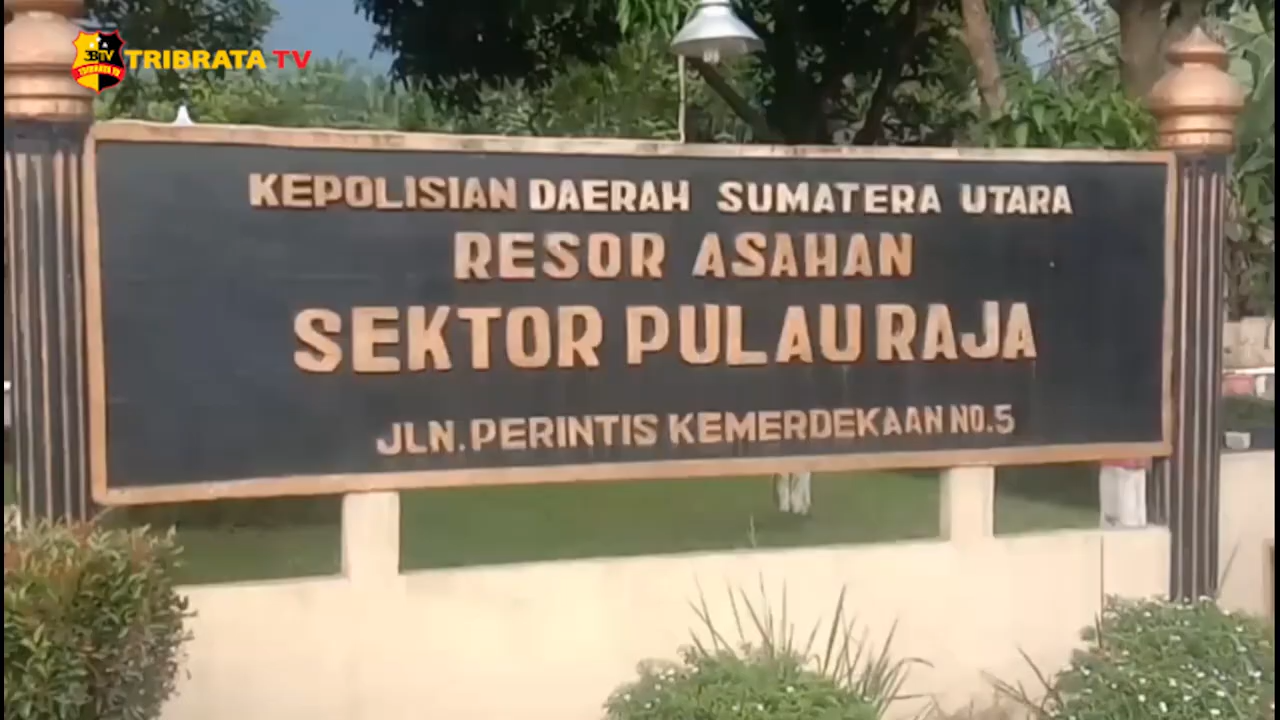 TRIBRATA TV
KEPOLISIAN DAERAH SUMATERA UTARA
RESOR ASAHAN
SEKTOR PULAU RAJA
JLN. PERINTIS KEMERDEKAAN NO.5